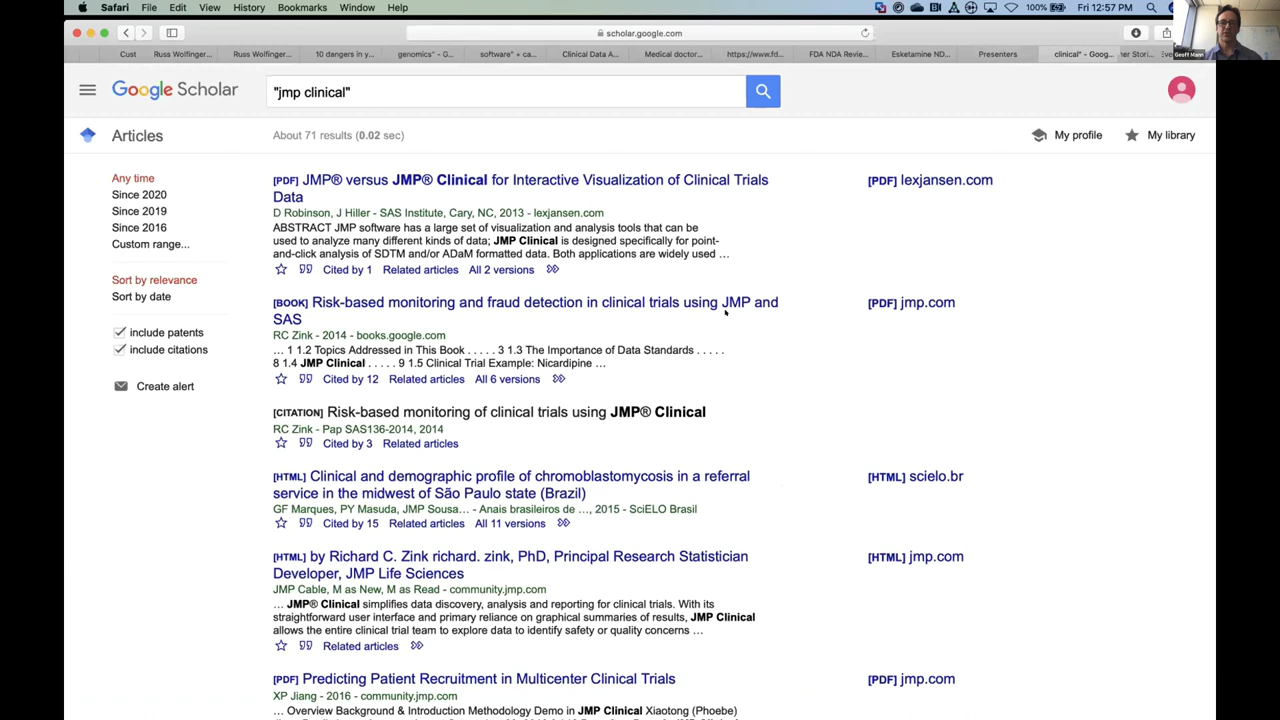 Safari File Edit View History Bookmarks Window Help 100% Fri 12:57 PM
scholar.google.com
Cust Russ Wolfinger... Russ Wolfinger... 10 dangers in y... genomics" - G... software" + ca... Clinical Data A... Medical doctor... https://www.fd... FDA NDA Revie... Esketamine ND... Presenters clinical" - Goog... ner Stori...
Geoff Mann
Google Scholar
"jmp clinical"
Articles
About 71 results (0.02 sec)
My profile
My library
Any time
Since 2020
Since 2019
Since 2016
Custom range...
Sort by relevance
Sort by date
include patents
include citations
Create alert
[PDF] JMP® versus JMP® Clinical for Interactive Visualization of Clinical Trials
Data
[PDF] lexjansen.com
D Robinson, J Hiller - SAS Institute, Cary, NC, 2013 - lexjansen.com
ABSTRACT JMP software has a large set of visualization and analysis tools that can be
used to analyze many different kinds of data; JMP Clinical is designed specifically for point-
and-click analysis of SDTM and/or ADaM formatted data. Both applications are widely used ...
Cited by 1 Related articles All 2 versions
[BOOK] Risk-based monitoring and fraud detection in clinical trials using JMP and
SAS
[PDF] jmp.com
RC Zink - 2014 - books.google.com
... 1 1.2 Topics Addressed in This Book . . . . . 3 1.3 The Importance of Data Standards . . . . .
8 1.4 JMP Clinical . . . . . 9 1.5 Clinical Trial Example: Nicardipine ...
Cited by 12 Related articles All 6 versions
[CITATION] Risk-based monitoring of clinical trials using JMP® Clinical
RC Zink - Pap SAS136-2014, 2014
Cited by 3 Related articles
[HTML] Clinical and demographic profile of chromoblastomycosis in a referral
service in the midwest of São Paulo state (Brazil)
[HTML] scielo.br
GF Marques, PY Masuda, JMP Sousa... - Anais brasileiros de ..., 2015 - SciELO Brasil
Cited by 15 Related articles All 11 versions
[HTML] by Richard C. Zink richard. zink, PhD, Principal Research Statistician
Developer, JMP Life Sciences
[HTML] jmp.com
JMP Cable, M as New, M as Read - community.jmp.com
... JMP® Clinical simplifies data discovery, analysis and reporting for clinical trials. With its
straightforward user interface and primary reliance on graphical summaries of results, JMP Clinical
allows the entire clinical trial team to explore data to identify safety or quality concerns ...
Related articles
[PDF] Predicting Patient Recruitment in Multicenter Clinical Trials
[PDF] jmp.com
XP Jiang - 2016 - community.jmp.com
... Overview Background & Introduction Methodology Demo in JMP Clinical Xiaotong (Phoebe)